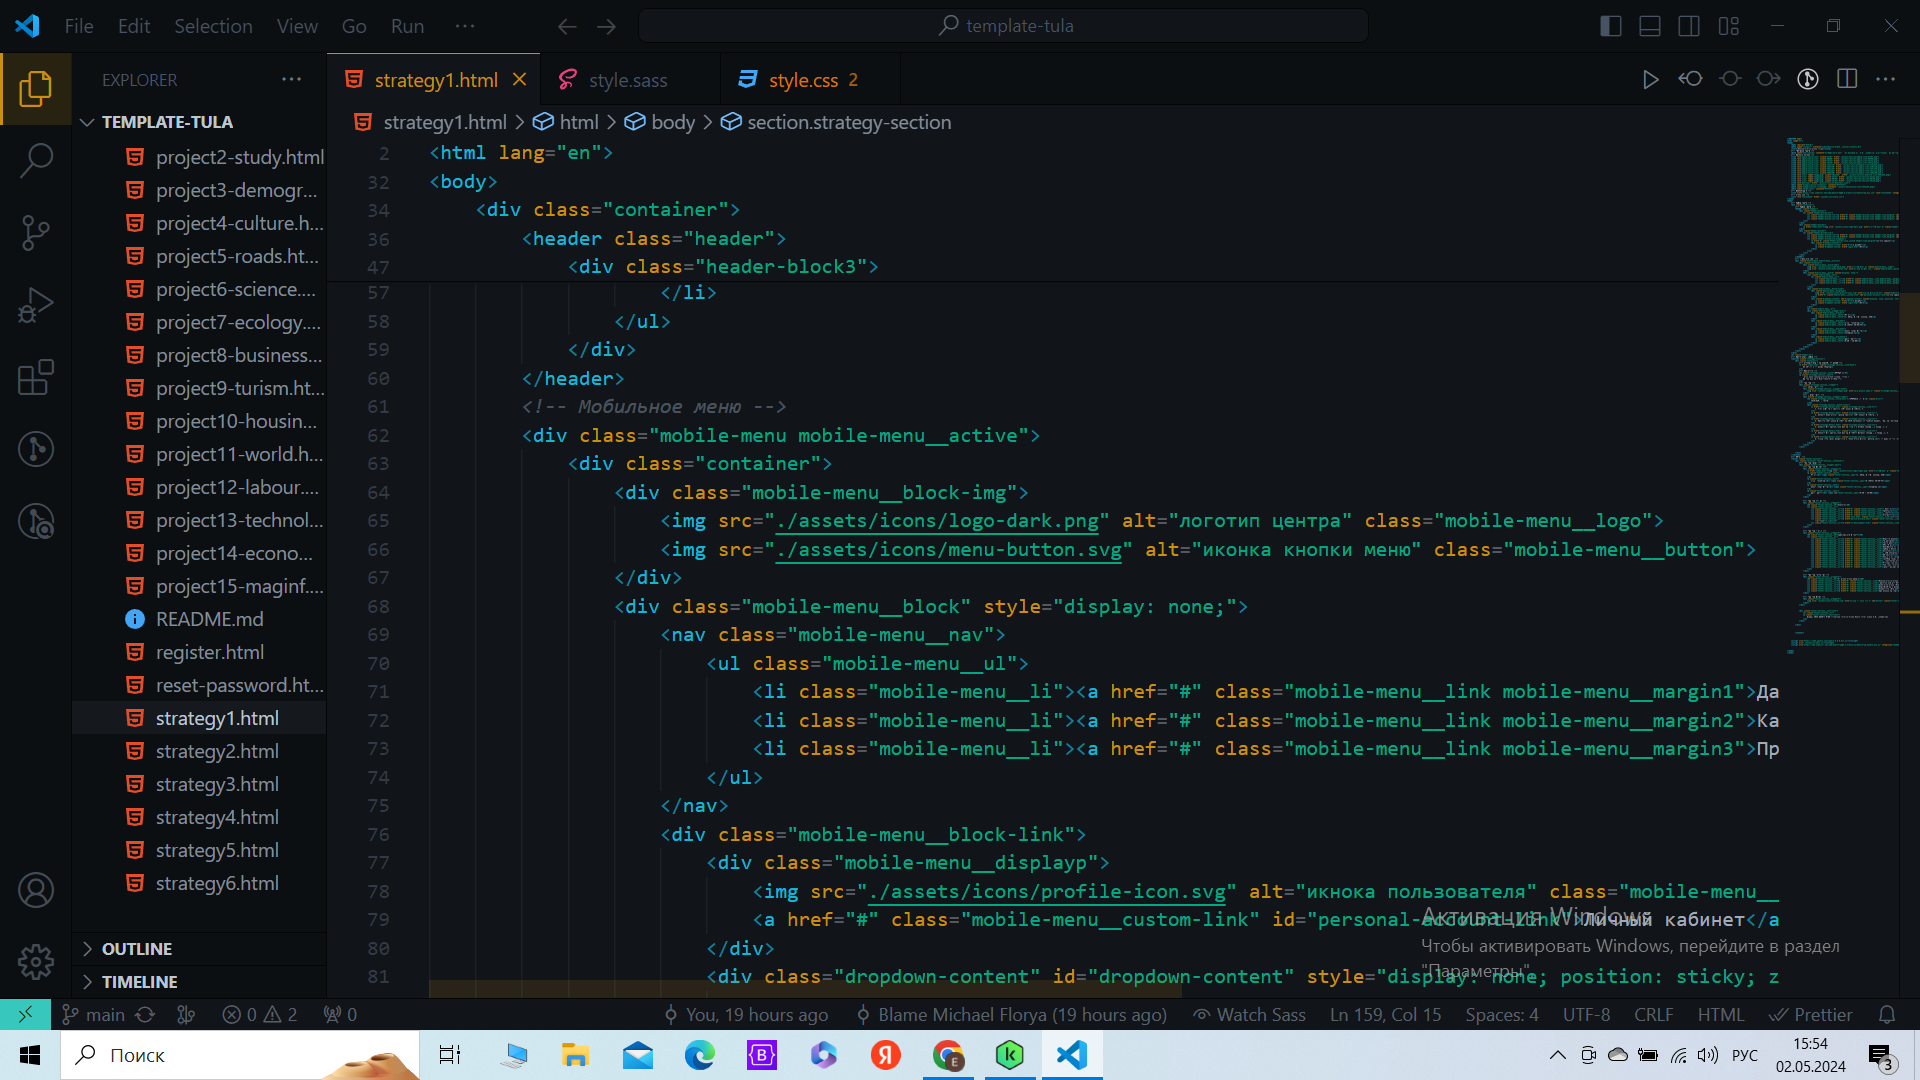 File Edit Selection View Go Run ··· template-tula
EXPLORER ···
TEMPLATE-TULA
project2-study.html
project3-demogr...
project4-culture.h...
project5-roads.ht...
project6-science....
project7-ecology....
project8-business...
project9-turism.ht...
project10-housin...
project11-world.h...
project12-labour....
project13-technol...
project14-econo...
project15-maginf....
README.md
register.html
reset-password.ht...
strategy1.html
strategy2.html
strategy3.html
strategy4.html
strategy5.html
strategy6.html
OUTLINE
TIMELINE
strategy1.html style.sass style.css 2
strategy1.html > html > body > section.strategy-section
2 <html lang="en">
32 <body>
34 <div class="container">
36 <header class="header">
47 <div class="header-block3">
57 </li>
58 </ul>
59 </div>
60 </header>
61 <!-- Мобильное меню -->
62 <div class="mobile-menu mobile-menu__active">
63 <div class="container">
64 <div class="mobile-menu__block-img">
65 <img src="./assets/icons/logo-dark.png" alt="логотип центра" class="mobile-menu__logo">
66 <img src="./assets/icons/menu-button.svg" alt="иконка кнопки меню" class="mobile-menu__button">
67 </div>
68 <div class="mobile-menu__block" style="display: none;">
69 <nav class="mobile-menu__nav">
70 <ul class="mobile-menu__ul">
71 <li class="mobile-menu__li"><a href="#" class="mobile-menu__link mobile-menu__margin1">Да
72 <li class="mobile-menu__li"><a href="#" class="mobile-menu__link mobile-menu__margin2">Ка
73 <li class="mobile-menu__li"><a href="#" class="mobile-menu__link mobile-menu__margin3">Пр
74 </ul>
75 </nav>
76 <div class="mobile-menu__block-link">
77 <div class="mobile-menu__displayp">
78 <img src="./assets/icons/profile-icon.svg" alt="икнока пользователя" class="mobile-menu__
79 <a href="#" class="mobile-menu__custom-link" id="personal-account-link">Личный кабинет</a
80 </div>
81 <div class="dropdown-content" id="dropdown-content" style="display: none; position: sticky; z
Активация Windows
Чтобы активировать Windows, перейдите в раздел
"Параметры".
main 0 2 0 You, 19 hours ago Blame Michael Florya (19 hours ago) Watch Sass Ln 159, Col 15 Spaces: 4 UTF-8 CRLF HTML Prettier
Поиск
РУС
15:54
02.05.2024
3